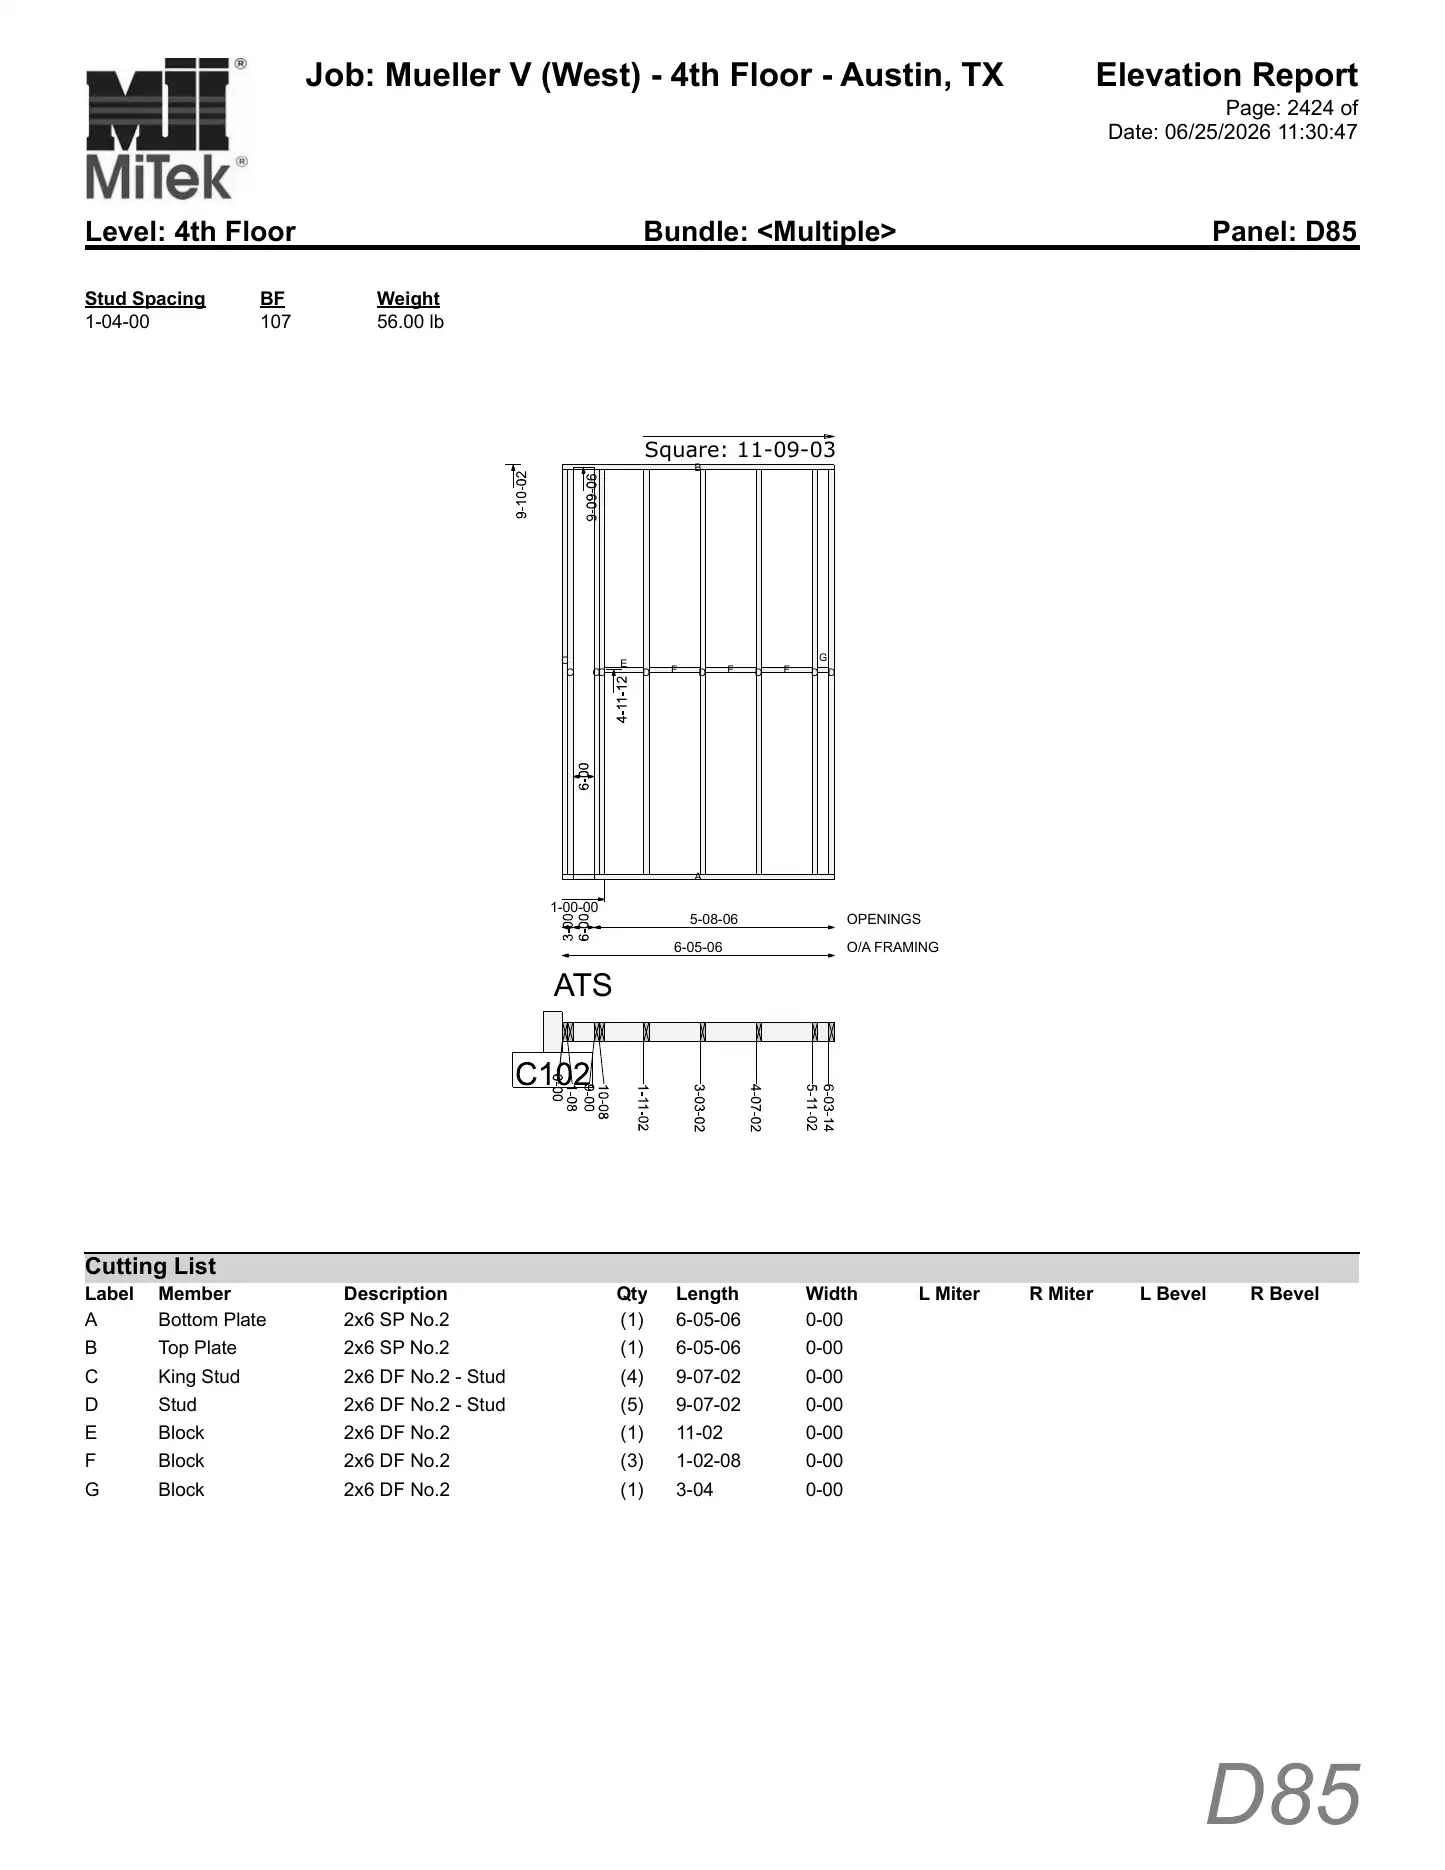 Job: Mueller V (West) - 4th Floor - Austin, TX
Elevation Report
Page: 2424 of
Date: 06/25/2026 11:30:47
MiTek®
Level: 4th Floor Bundle: <Multiple> Panel: D85
Stud Spacing BF Weight
1-04-00 107 56.00 lb
Square: 11-09-03
B
9-10-02
9-09-06
C E G
C C D D F D F D F D D
4-11-12
6-00
A
1-00-00
3-00 6-00 5-08-06 OPENINGS
6-05-06 O/A FRAMING
ATS
C102
0-00 1-08 9-00 10-08 1-11-02 3-03-02 4-07-02 5-11-02 6-03-14
Cutting List
Label Member Description Qty Length Width L Miter R Miter L Bevel R Bevel
A Bottom Plate 2x6 SP No.2 (1) 6-05-06 0-00
B Top Plate 2x6 SP No.2 (1) 6-05-06 0-00
C King Stud 2x6 DF No.2 - Stud (4) 9-07-02 0-00
D Stud 2x6 DF No.2 - Stud (5) 9-07-02 0-00
E Block 2x6 DF No.2 (1) 11-02 0-00
F Block 2x6 DF No.2 (3) 1-02-08 0-00
G Block 2x6 DF No.2 (1) 3-04 0-00
D85